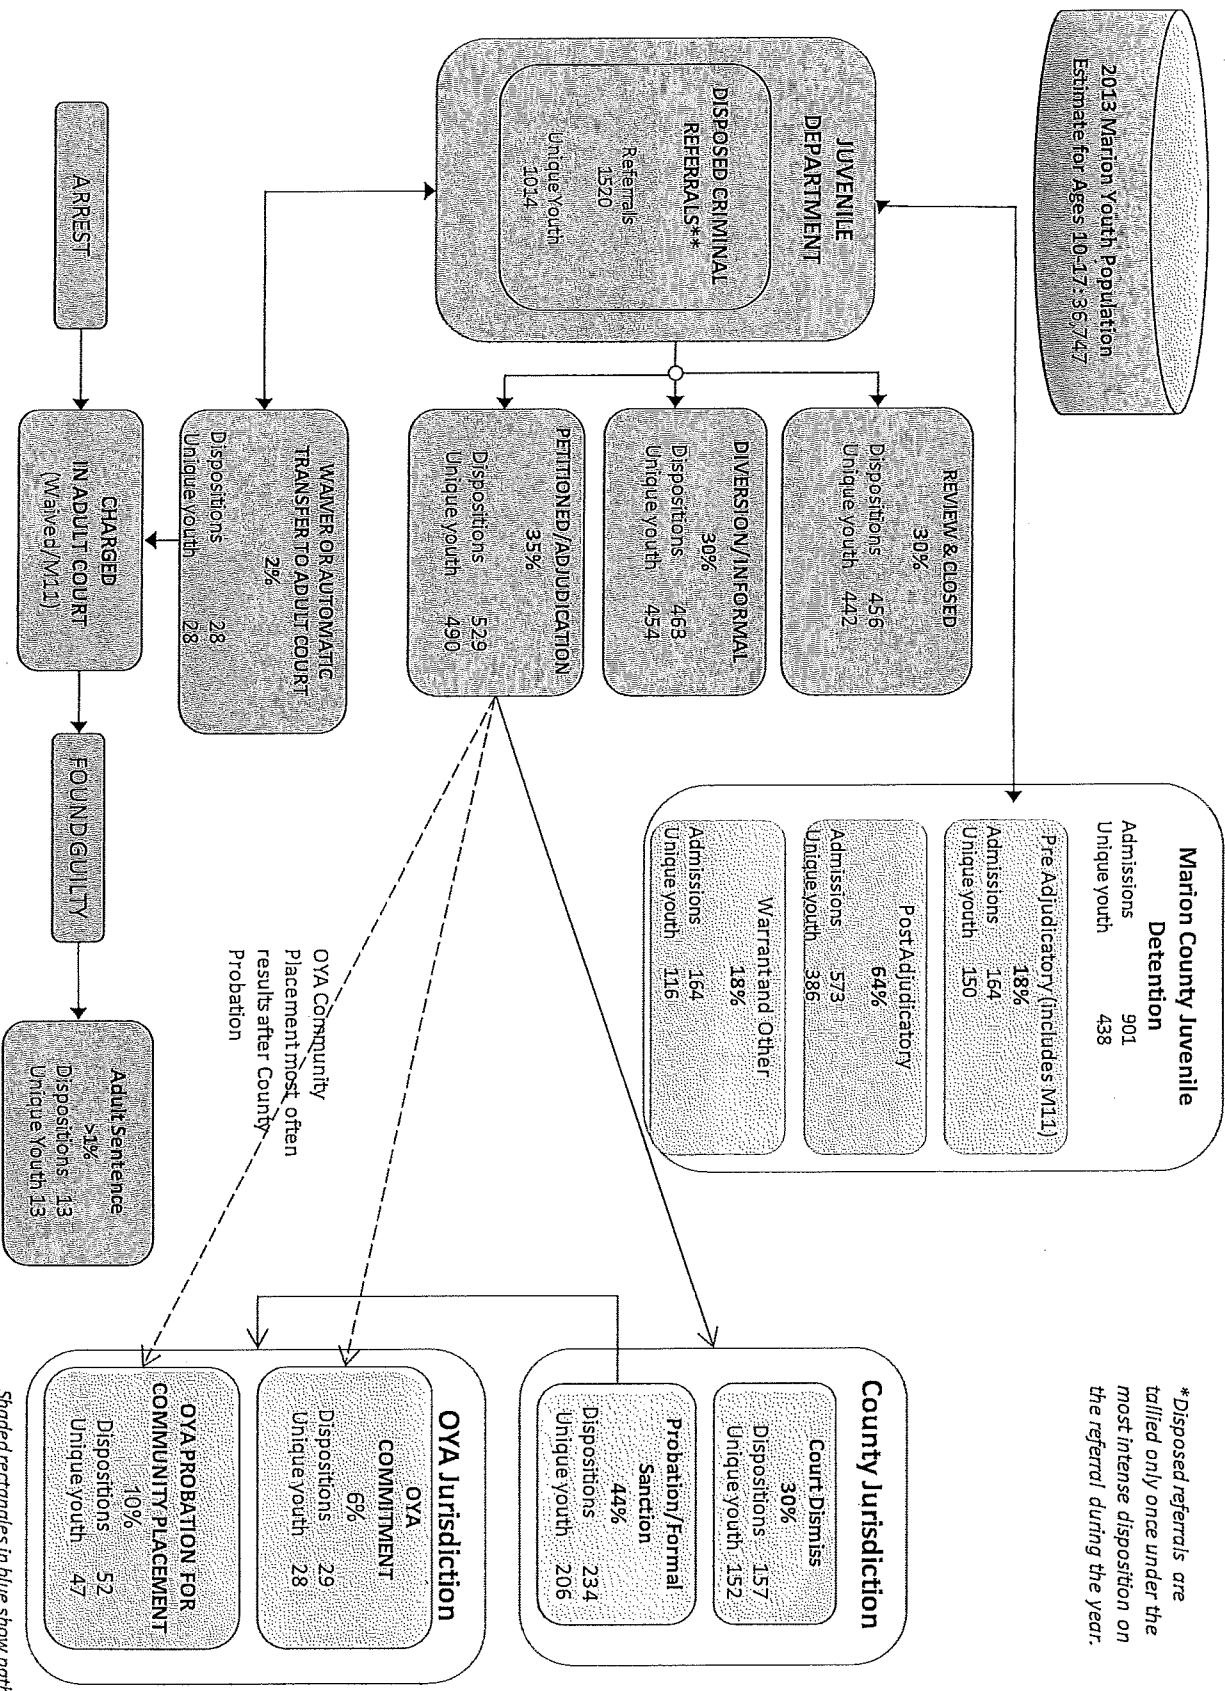 2013 Marion Youth Population
Estimate for Ages 10-17: 36,747
JUVENILE
DEPARTMENT
DISPOSED CRIMINAL
REFERRALS**
Referrals
1520
Unique Youth
1014
REVIEW & CLOSED
30%
Dispositions 456
Unique youth 442
DIVERSION/INFORMAL
30%
Dispositions 463
Unique youth 454
PETITIONED/ADJUDICATION
35%
Dispositions 529
Unique youth 490
WAIVER OR AUTOMATIC
TRANSFER TO ADULT COURT
2%
Dispositions 28
Unique youth 28
ARREST
CHARGED
IN ADULT COURT
(Waived/M11)
FOUND GUILTY
Adult Sentence
>1%
Dispositions 13
Unique Youth 13
Marion County Juvenile
Detention
Admissions 901
Unique youth 438
Pre Adjudicatory (includes M11)
18%
Admissions 164
Unique youth 150
Post Adjudicatory
64%
Admissions 573
Unique youth 386
Warrant and Other
18%
Admissions 164
Unique youth 116
OYA Community
Placement most often
results after County
Probation
*Disposed referrals are
tallied only once under the
most intense disposition on
the referral during the year.
County Jurisdiction
Court Dismiss
30%
Dispositions 157
Unique youth 152
Probation/Formal
Sanction
44%
Dispositions 234
Unique youth 206
OYA Jurisdiction
OYA
COMMITMENT
6%
Dispositions 29
Unique youth 28
OYA PROBATION FOR
COMMUNITY PLACEMENT
10%
Dispositions 52
Unique youth 47
Shaded rectangles in blue show